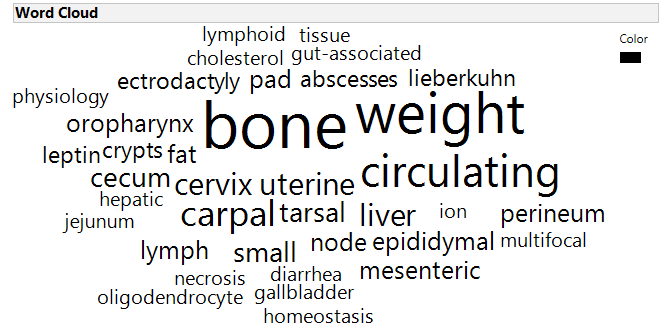 Word Cloud
Color
lymphoid tissue
cholesterol gut-associated
ectrodactyly pad abscesses lieberkuhn
physiology
bone weight
oropharynx
leptin crypts fat
circulating
cecum cervix uterine
hepatic
jejunum carpal tarsal liver ion perineum
lymph small node epididymal multifocal
necrosis diarrhea mesenteric
oligodendrocyte gallbladder
homeostasis